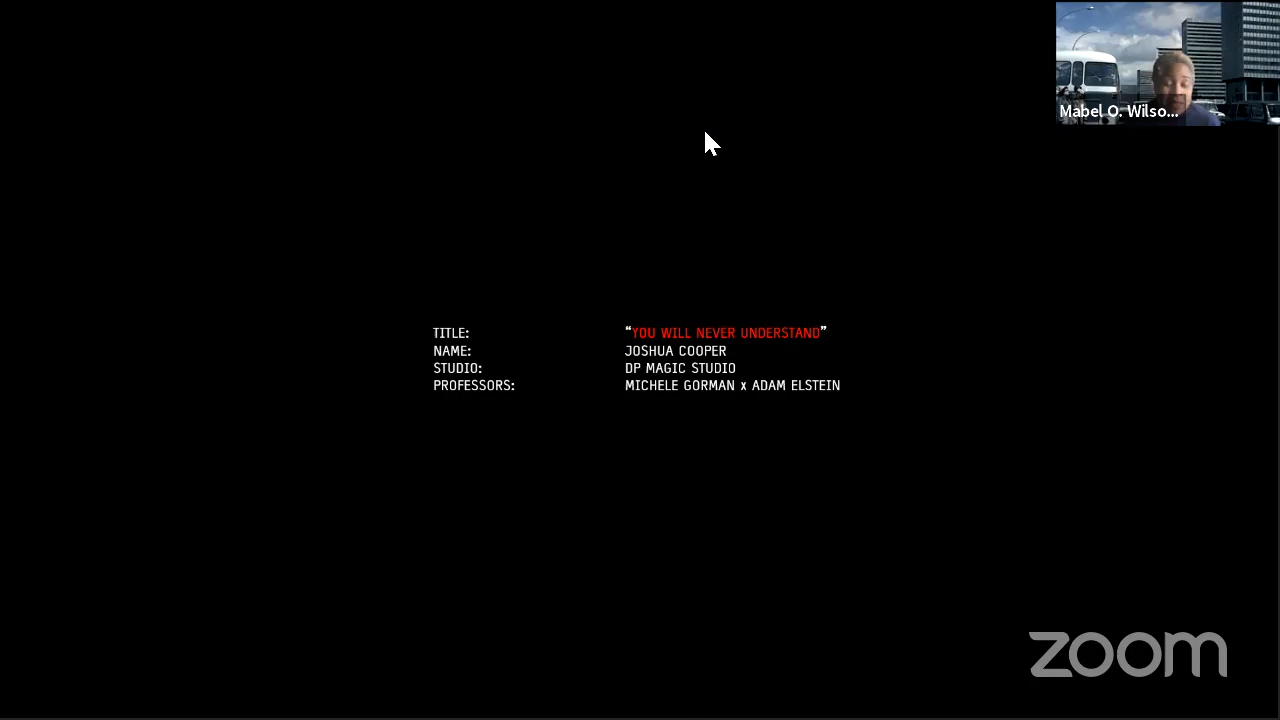 Mabel O. Wilso...
TITLE: “YOU WILL NEVER UNDERSTAND”
NAME: JOSHUA COOPER
STUDIO: DP MAGIC STUDIO
PROFESSORS: MICHELE GORMAN x ADAM ELSTEIN
zoom